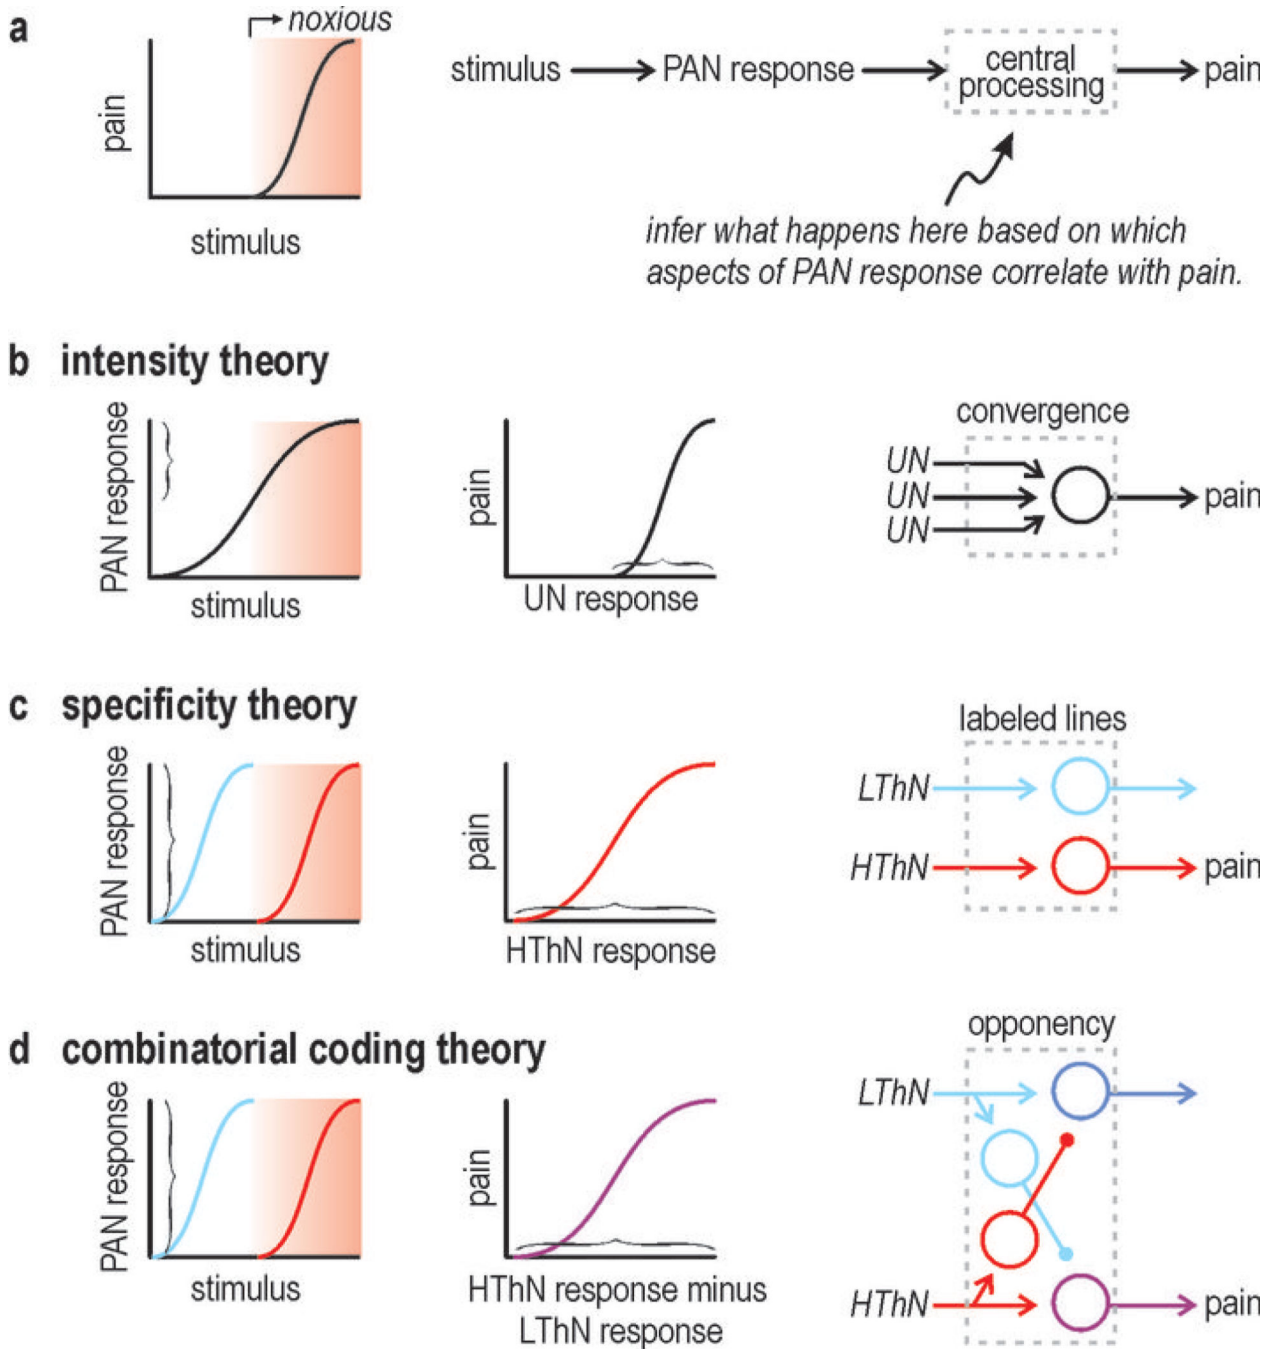 a
noxious
pain
stimulus
stimulus
PAN response
central
processing
pain
infer what happens here based on which
aspects of PAN response correlate with pain.
b intensity theory
PAN response
stimulus
pain
UN response
convergence
UN
UN
UN
pain
c specificity theory
PAN response
stimulus
pain
HThN response
labeled lines
LThN
HThN
pain
d combinatorial coding theory
PAN response
stimulus
pain
HThN response minus
LThN response
opponency
LThN
HThN
pain